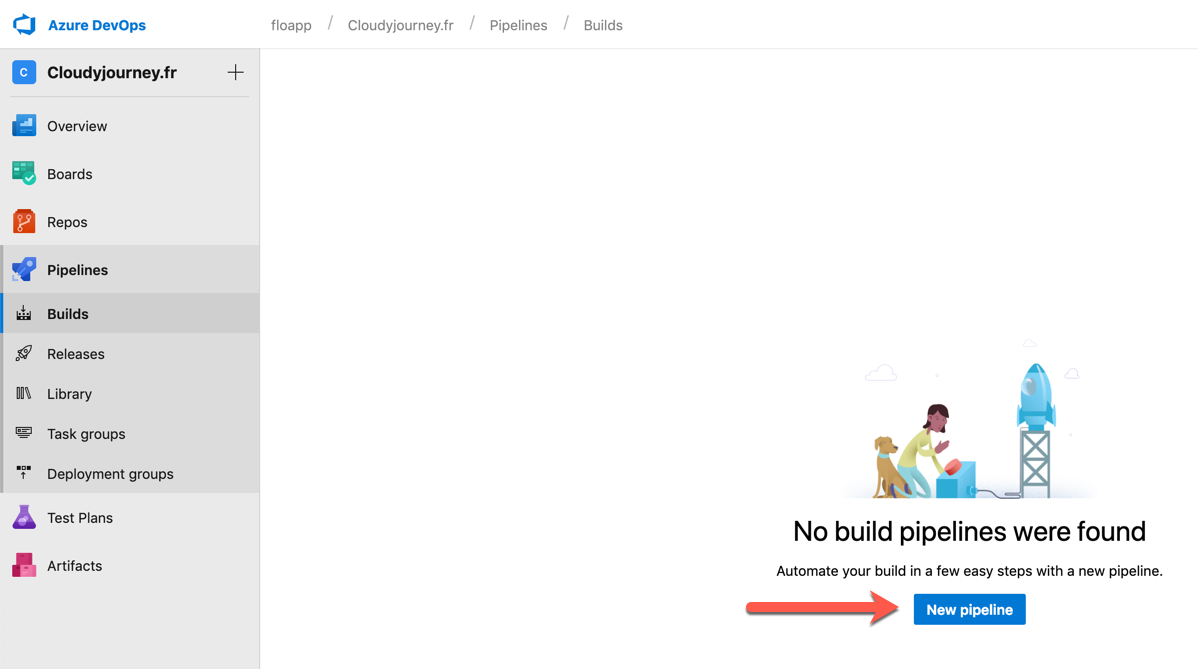 Azure DevOps
floapp / Cloudyjourney.fr / Pipelines / Builds
C Cloudyjourney.fr +
Overview
Boards
Repos
Pipelines
Builds
Releases
Library
Task groups
Deployment groups
Test Plans
Artifacts
No build pipelines were found
Automate your build in a few easy steps with a new pipeline.
New pipeline